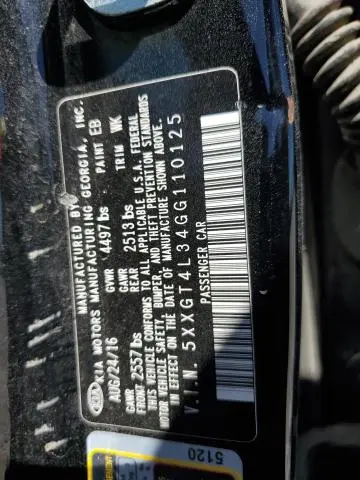 MANUFACTURED BY
KIA KIA MOTORS MANUFACTURING GEORGIA, INC.
AUG/24/16 GVWR 4497 lbs PAINT EB
GAWR FRONT 2557 lbs GAWR REAR 2513 lbs TRIM WK
THIS VEHICLE CONFORMS TO ALL APPLICABLE U.S.A. FEDERAL
MOTOR VEHICLE SAFETY, BUMPER, AND THEFT PREVENTION STANDARDS
IN EFFECT ON THE DATE OF MANUFACTURE SHOWN ABOVE.
V.I.N. 5XXGT4L34GG110125
PASSENGER CAR
5120